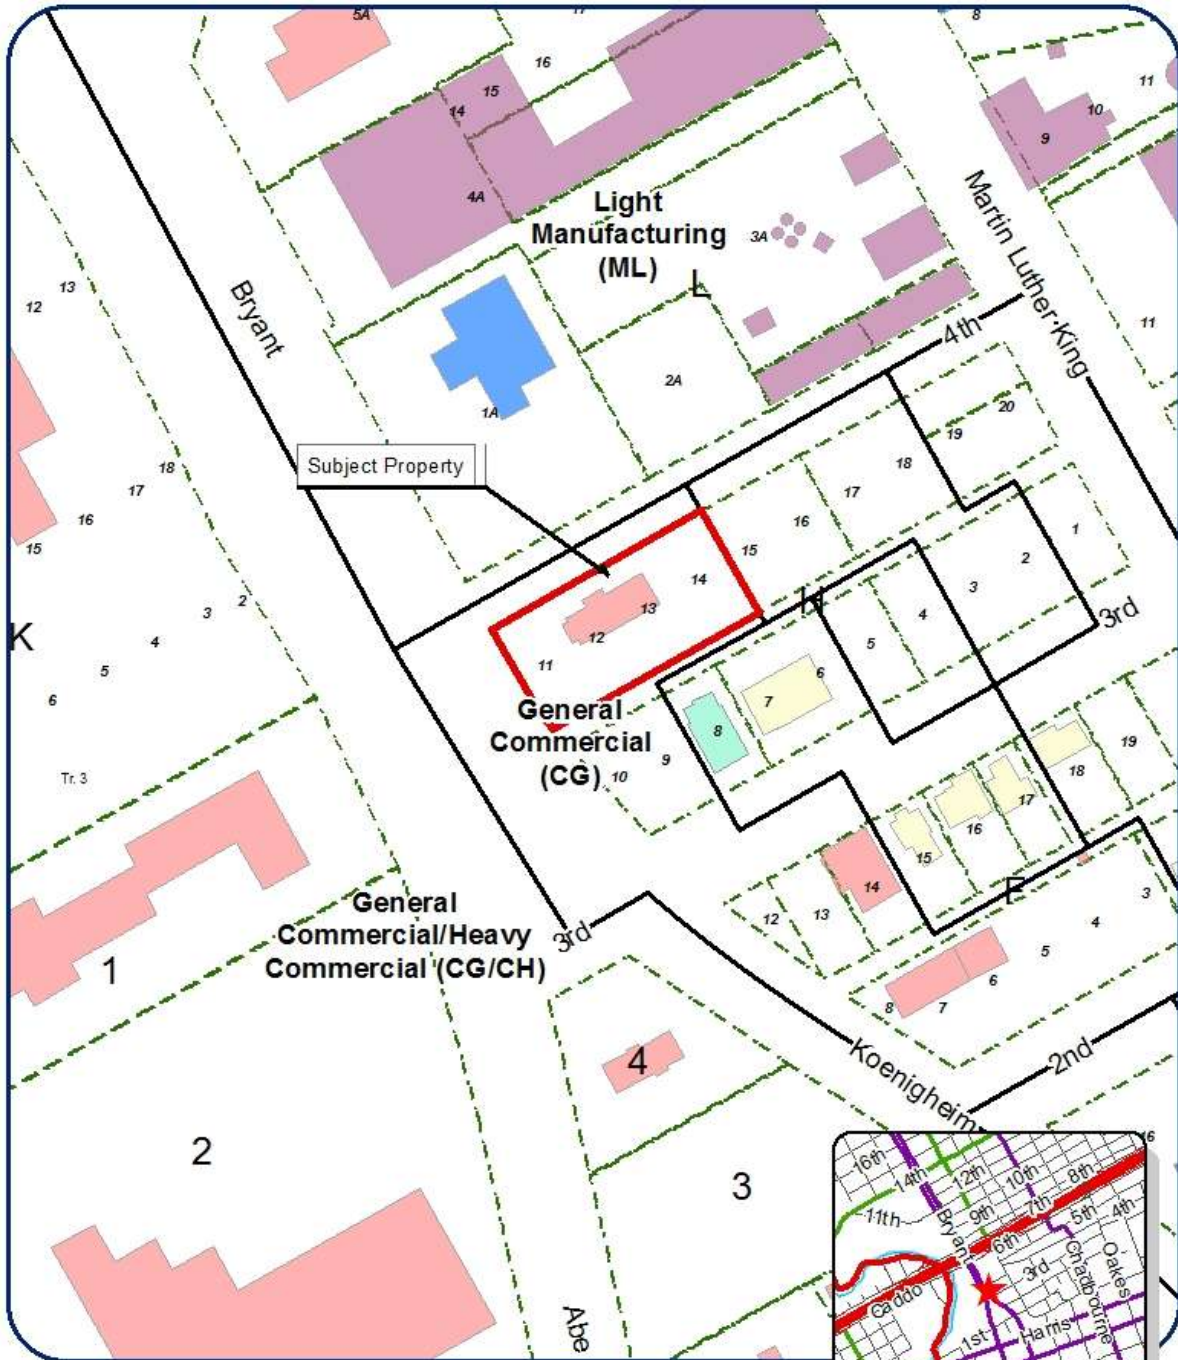 5A
8
16
15
14
11
10
9
4A
Light
Manufacturing
(ML)
3A
L
Martin Luther King
13
12
Bryant
11
4th
2A
1A
20
19
Subject Property
18
18
17
17
16
16
15
15
14
13
12
11
1
2
3
4
5
H
3rd
2
3
4
5
6
K
6
7
8
9
10
General
Commercial
(CG)
Tr. 3
19
18
17
16
15
14
13
12
F
3
4
5
6
7
8
General
Commercial/Heavy
Commercial (CG/CH)
3rd
1
4
Koenigheim
2nd
2
3
Abe
16th
14th
12th
10th
8th
11th
9th
7th
5th
4th
Bryant
6th
3rd
Chadbourne
Oakes
Caddo
1st
Harris